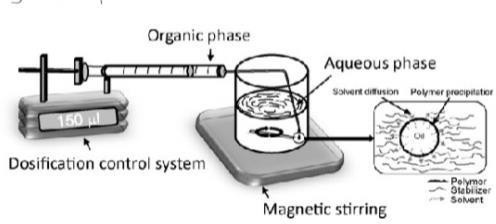 Organic phase
Aqueous phase
Solvent diffusion Polymer precipitation
150 µl
Oil
Dosification control system
Polymer
Stabilizer
Solvent
Magnetic stirring